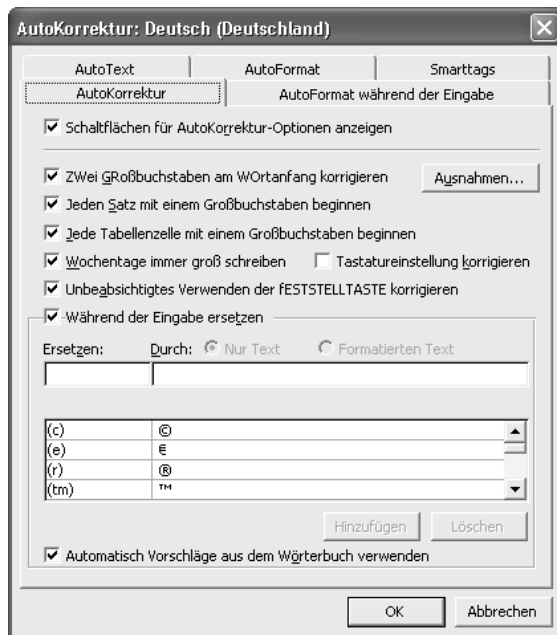 AutoKorrektur: Deutsch (Deutschland)
AutoText AutoFormat Smarttags
AutoKorrektur AutoFormat während der Eingabe
Schaltflächen für AutoKorrektur-Optionen anzeigen
ZWei GRoßbuchstaben am WOrtanfang korrigieren Ausnahmen...
Jeden Satz mit einem Großbuchstaben beginnen
Jede Tabellenzelle mit einem Großbuchstaben beginnen
Wochentage immer groß schreiben Tastatureinstellung korrigieren
Unbeabsichtigtes Verwenden der fESTSTELLTASTE korrigieren
Während der Eingabe ersetzen
Ersetzen: Durch: Nur Text Formatierten Text
(c) ©
(e) €
(r) ®
(tm) ™
Hinzufügen Löschen
Automatisch Vorschläge aus dem Wörterbuch verwenden
OK Abbrechen